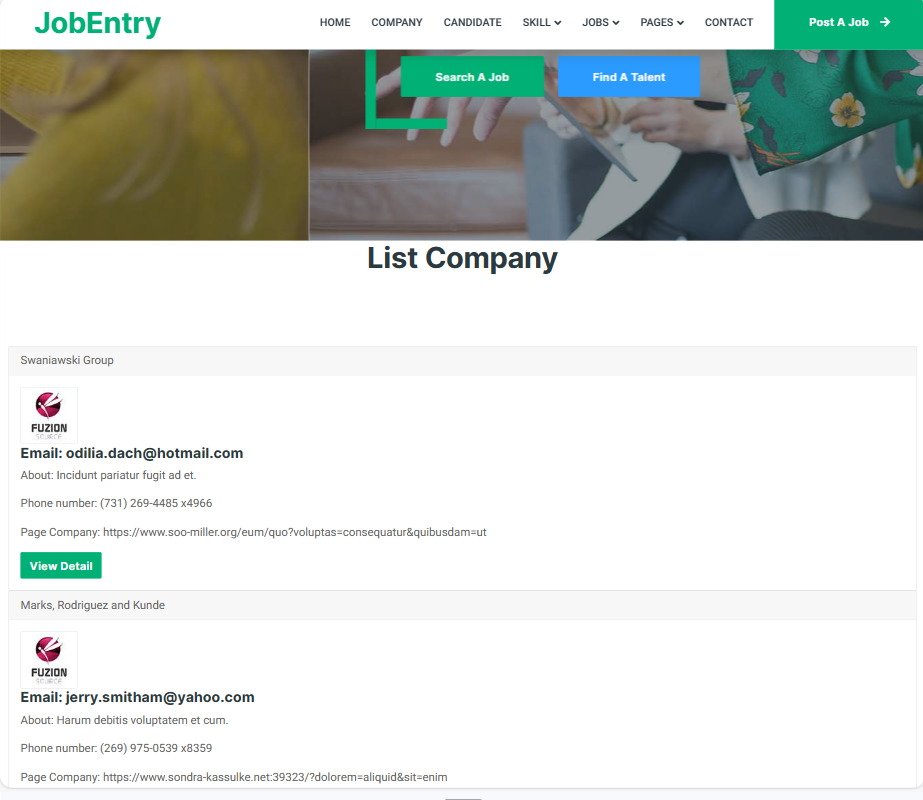 JobEntry
HOME COMPANY CANDIDATE SKILL JOBS PAGES CONTACT Post A Job
Search A Job Find A Talent
List Company
Swaniawski Group
FUZION
SOURCE
Email: odilia.dach@hotmail.com
About: Incidunt pariatur fugit ad et.
Phone number: (731) 269-4485 x4966
Page Company: https://www.soo-miller.org/eum/quo?voluptas=consequatur&quibusdam=ut
View Detail
Marks, Rodriguez and Kunde
FUZION
SOURCE
Email: jerry.smitham@yahoo.com
About: Harum debitis voluptatem et cum.
Phone number: (269) 975-0539 x8359
Page Company: https://www.sondra-kassulke.net:39323/?dolorem=aliquid&sit=enim